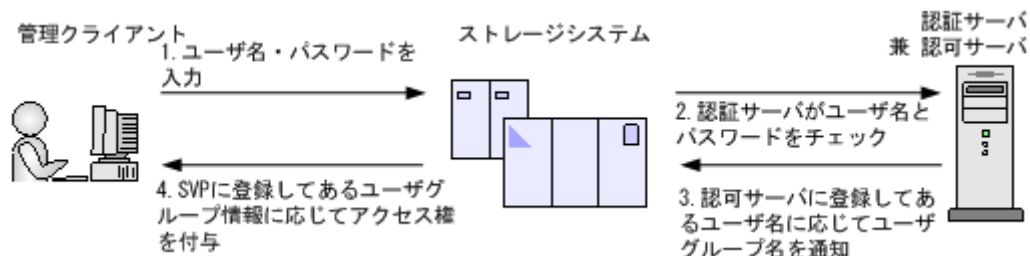 管理クライアント
1. ユーザ名・パスワードを
入力
ストレージシステム
認証サーバ
兼 認可サーバ
2. 認証サーバがユーザ名と
パスワードをチェック
3. 認可サーバに登録してあ
るユーザ名に応じてユーザ
グループ名を通知
4. SVPに登録してあるユーザグ
ループ情報に応じてアクセス権
を付与